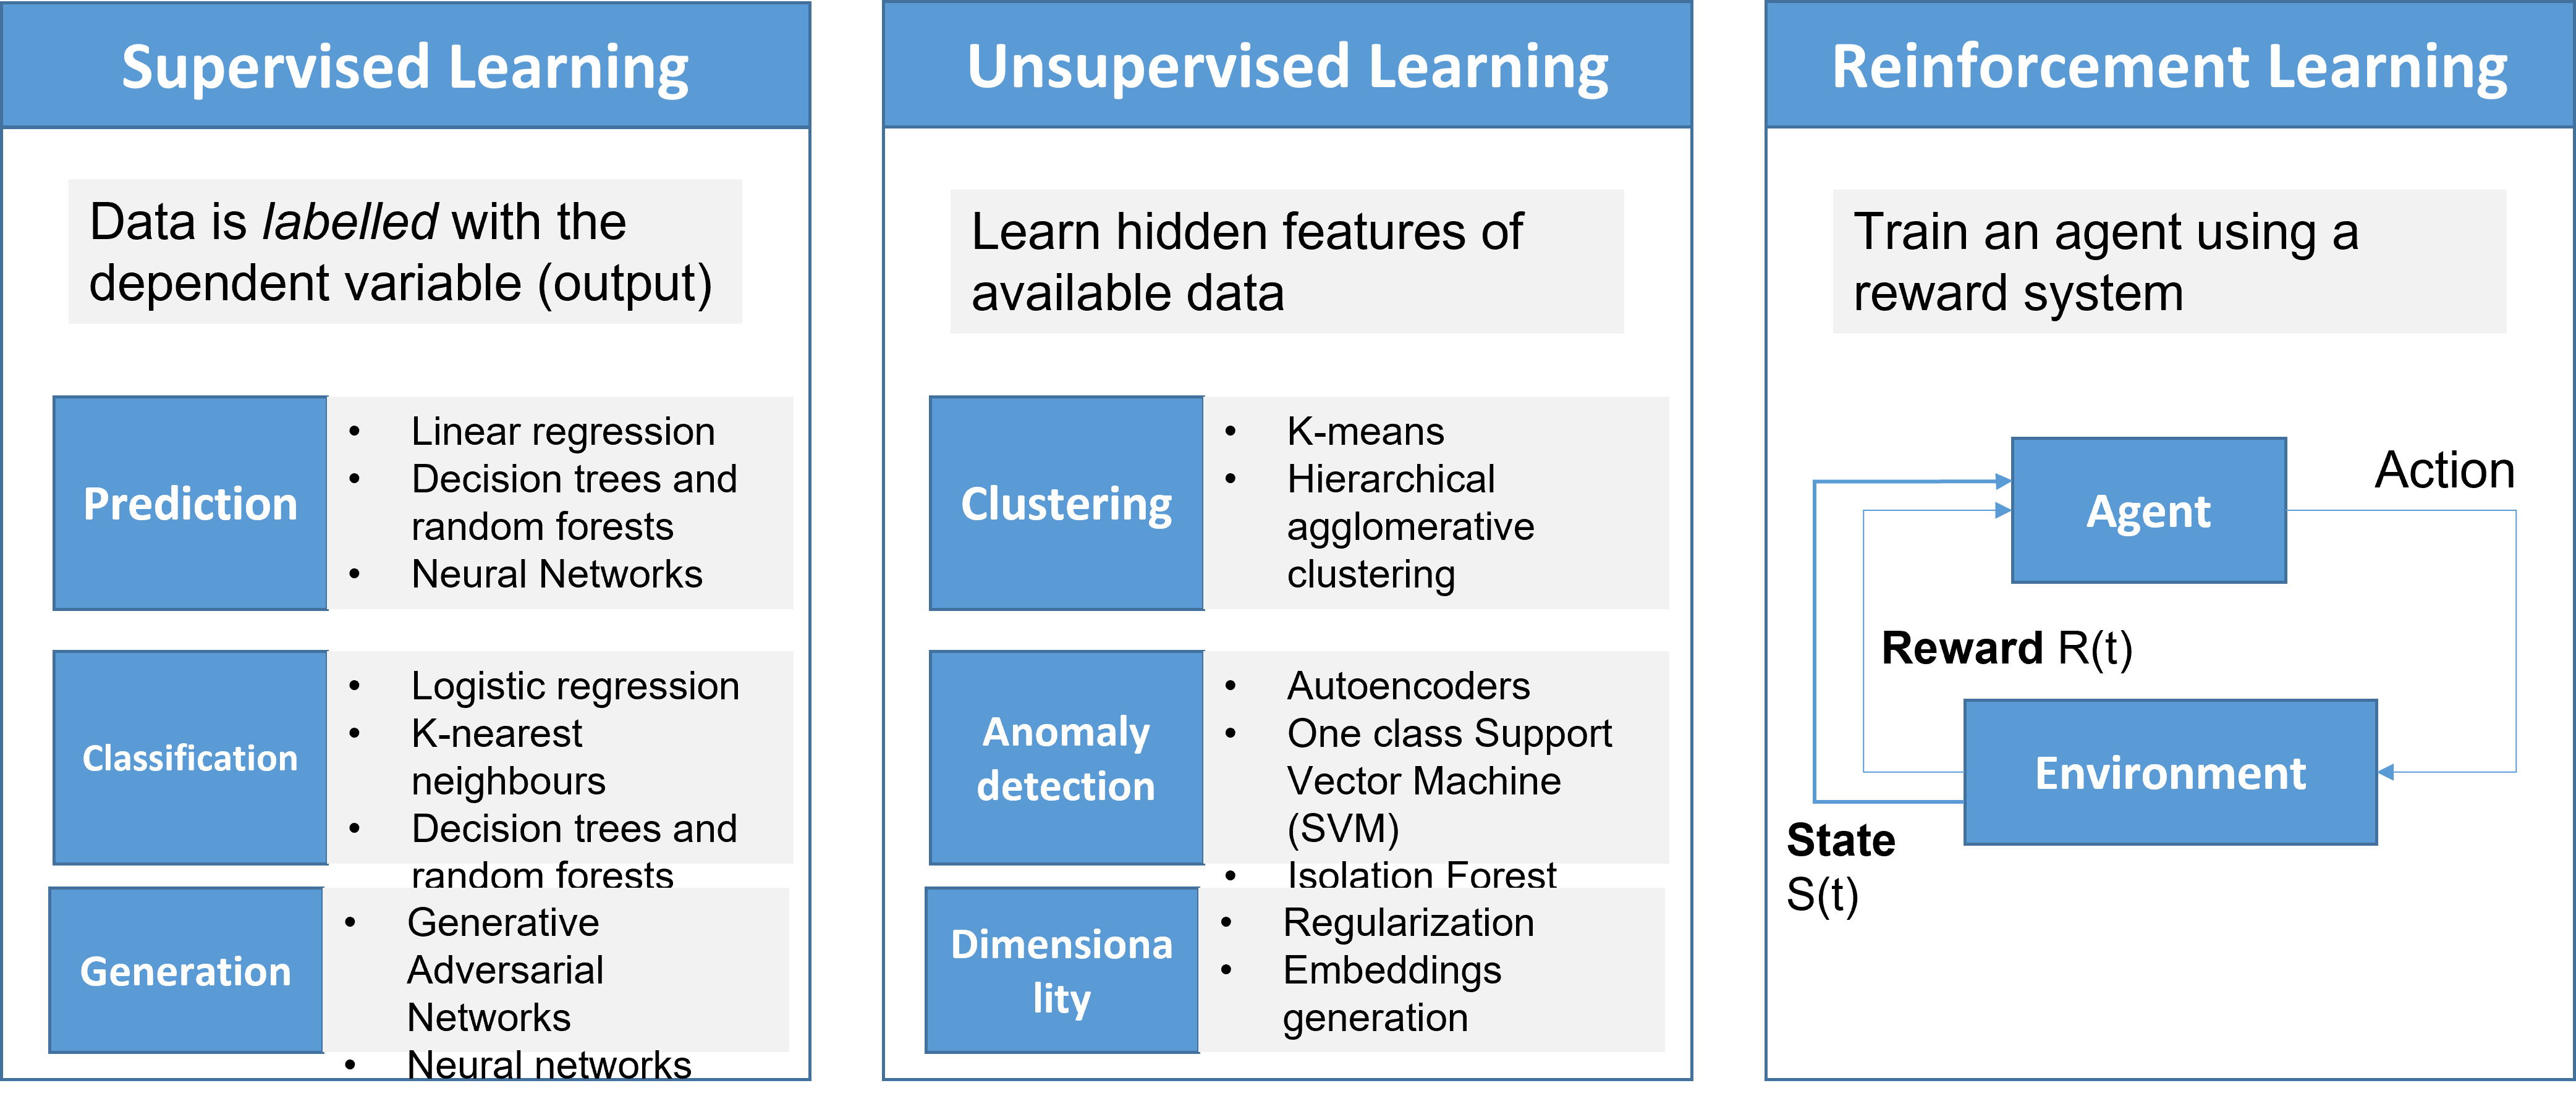 Supervised Learning
Data is labelled with the
dependent variable (output)
Prediction
• Linear regression
• Decision trees and
random forests
• Neural Networks
Classification
• Logistic regression
• K-nearest
neighbours
• Decision trees and
random forests
Generation
• Generative
Adversarial
Networks
• Neural networks
Unsupervised Learning
Learn hidden features of
available data
Clustering
• K-means
• Hierarchical
agglomerative
clustering
Anomaly
detection
• Autoencoders
• One class Support
Vector Machine
(SVM)
• Isolation Forest
Dimensiona
lity
• Regularization
• Embeddings
generation
Reinforcement Learning
Train an agent using a
reward system
Agent
Action
Reward R(t)
Environment
State
S(t)